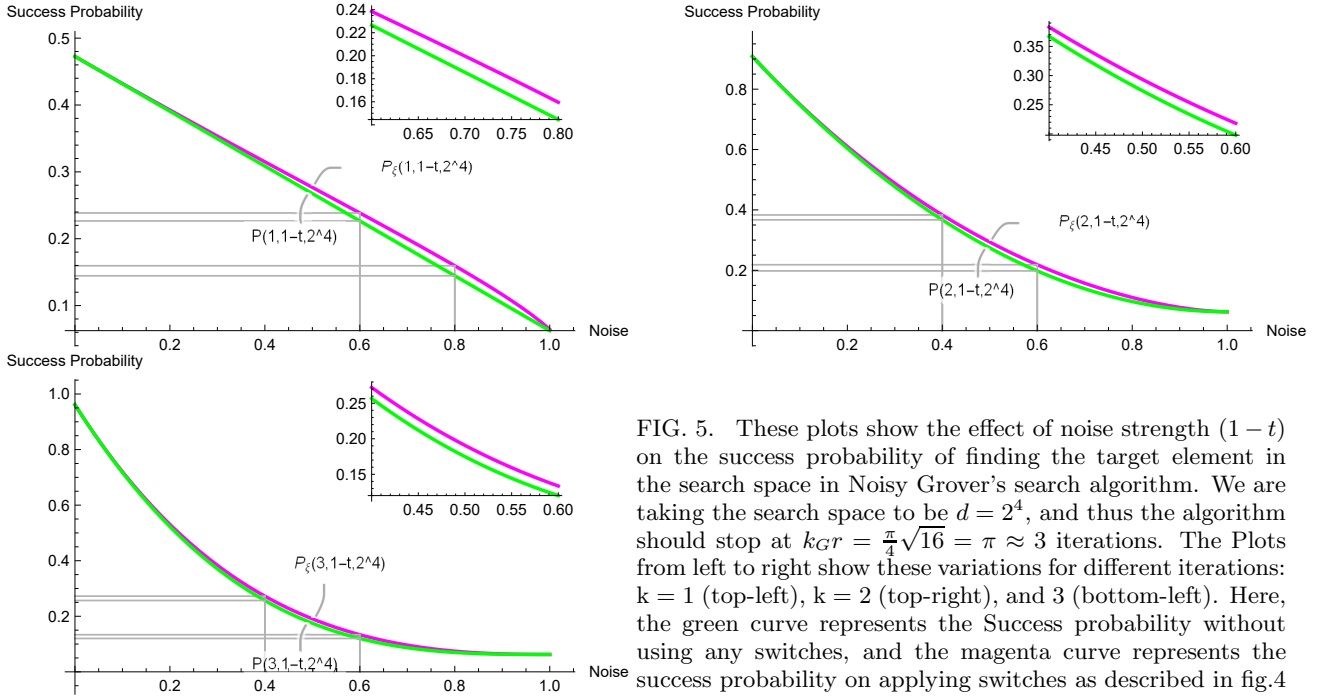 Success Probability
0.5
0.4
0.3
0.2
0.1
0.2 0.4 0.6 0.8 1.0
Noise
0.24
0.22
0.20
0.18
0.16
0.65 0.70 0.75 0.80
P_ξ(1,1−t,2^4)
P(1,1−t,2^4)
Success Probability
0.8
0.6
0.4
0.2
0.2 0.4 0.6 0.8 1.0
Noise
0.35
0.30
0.25
0.45 0.50 0.55 0.60
P_ξ(2,1−t,2^4)
P(2,1−t,2^4)
Success Probability
1.0
0.8
0.6
0.4
0.2
0.2 0.4 0.6 0.8 1.0
Noise
0.25
0.20
0.15
0.45 0.50 0.55 0.60
P_ξ(3,1−t,2^4)
P(3,1−t,2^4)
FIG. 5. These plots show the effect of noise strength (1 − t)
on the success probability of finding the target element in
the search space in Noisy Grover's search algorithm. We are
taking the search space to be d = 2^4, and thus the algorithm
should stop at k_G r = π/4 √16 = π ≈ 3 iterations. The Plots
from left to right show these variations for different iterations:
k = 1 (top-left), k = 2 (top-right), and 3 (bottom-left). Here,
the green curve represents the Success probability without
using any switches, and the magenta curve represents the
success probability on applying switches as described in fig.4